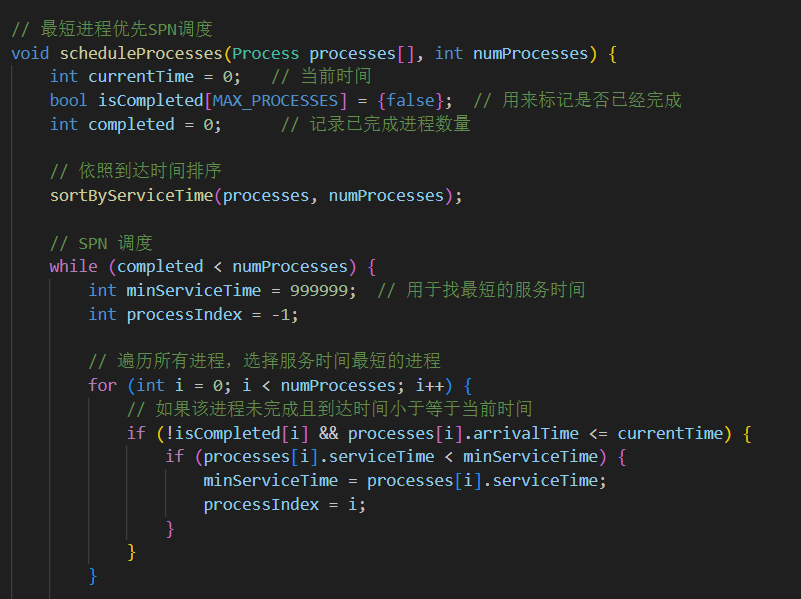 // 最短进程优先SPN调度
void scheduleProcesses(Process processes[], int numProcesses) {
    int currentTime = 0;   // 当前时间
    bool isCompleted[MAX_PROCESSES] = {false};  // 用来标记是否已经完成
    int completed = 0;      // 记录已完成进程数量

    // 依照到达时间排序
    sortByServiceTime(processes, numProcesses);

    // SPN 调度
    while (completed < numProcesses) {
        int minServiceTime = 999999;  // 用于找最短的服务时间
        int processIndex = -1;

        // 遍历所有进程，选择服务时间最短的进程
        for (int i = 0; i < numProcesses; i++) {
            // 如果该进程未完成且到达时间小于等于当前时间
            if (!isCompleted[i] && processes[i].arrivalTime <= currentTime) {
                if (processes[i].serviceTime < minServiceTime) {
                    minServiceTime = processes[i].serviceTime;
                    processIndex = i;
                }
            }
        }